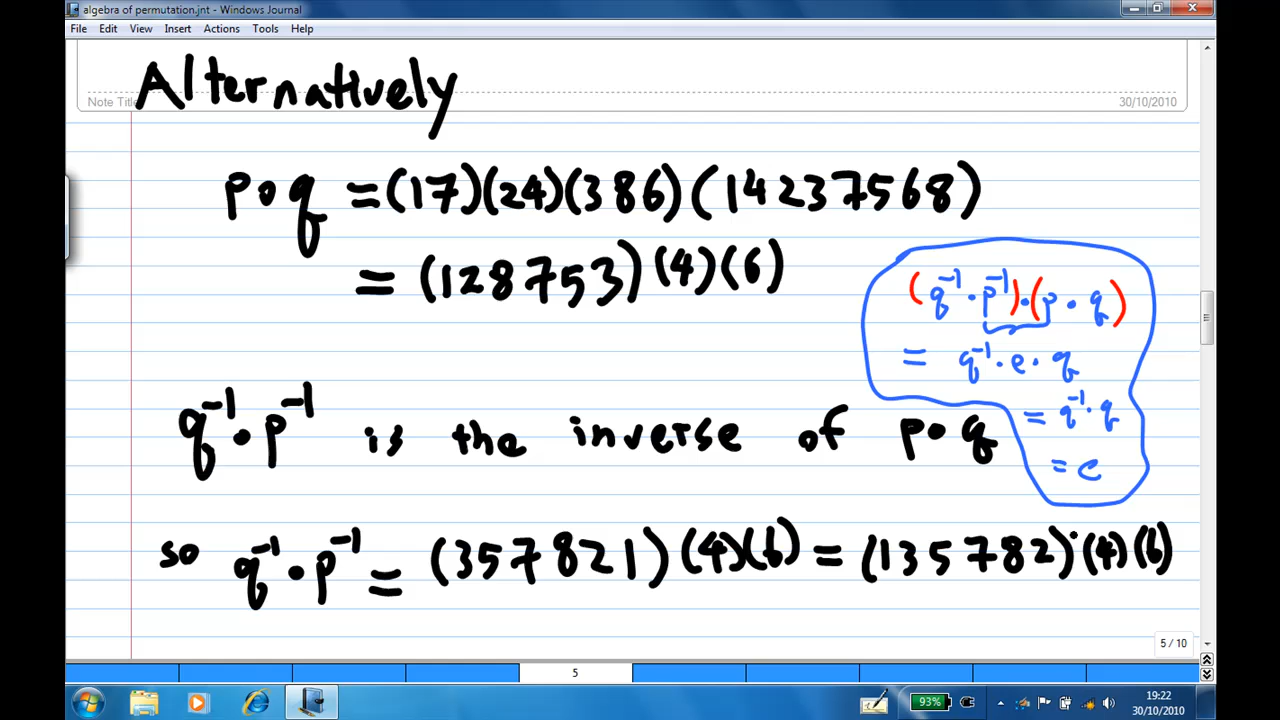 algebra of permutation.jnt - Windows Journal
File Edit View Insert Actions Tools Help
Alternatively
Note Title 30/10/2010
p∘q = (17)(24)(386)(14237568)
= (128753)(4)(6)
(q⁻¹·p⁻¹)·(p·q)
= q⁻¹·e·q
= q⁻¹·q
= e
q⁻¹·p⁻¹ is the inverse of p∘q
so q⁻¹·p⁻¹ = (357821)(4)(6) = (135782)·(4)(6)
5 / 10
5
93%
19:22
30/10/2010